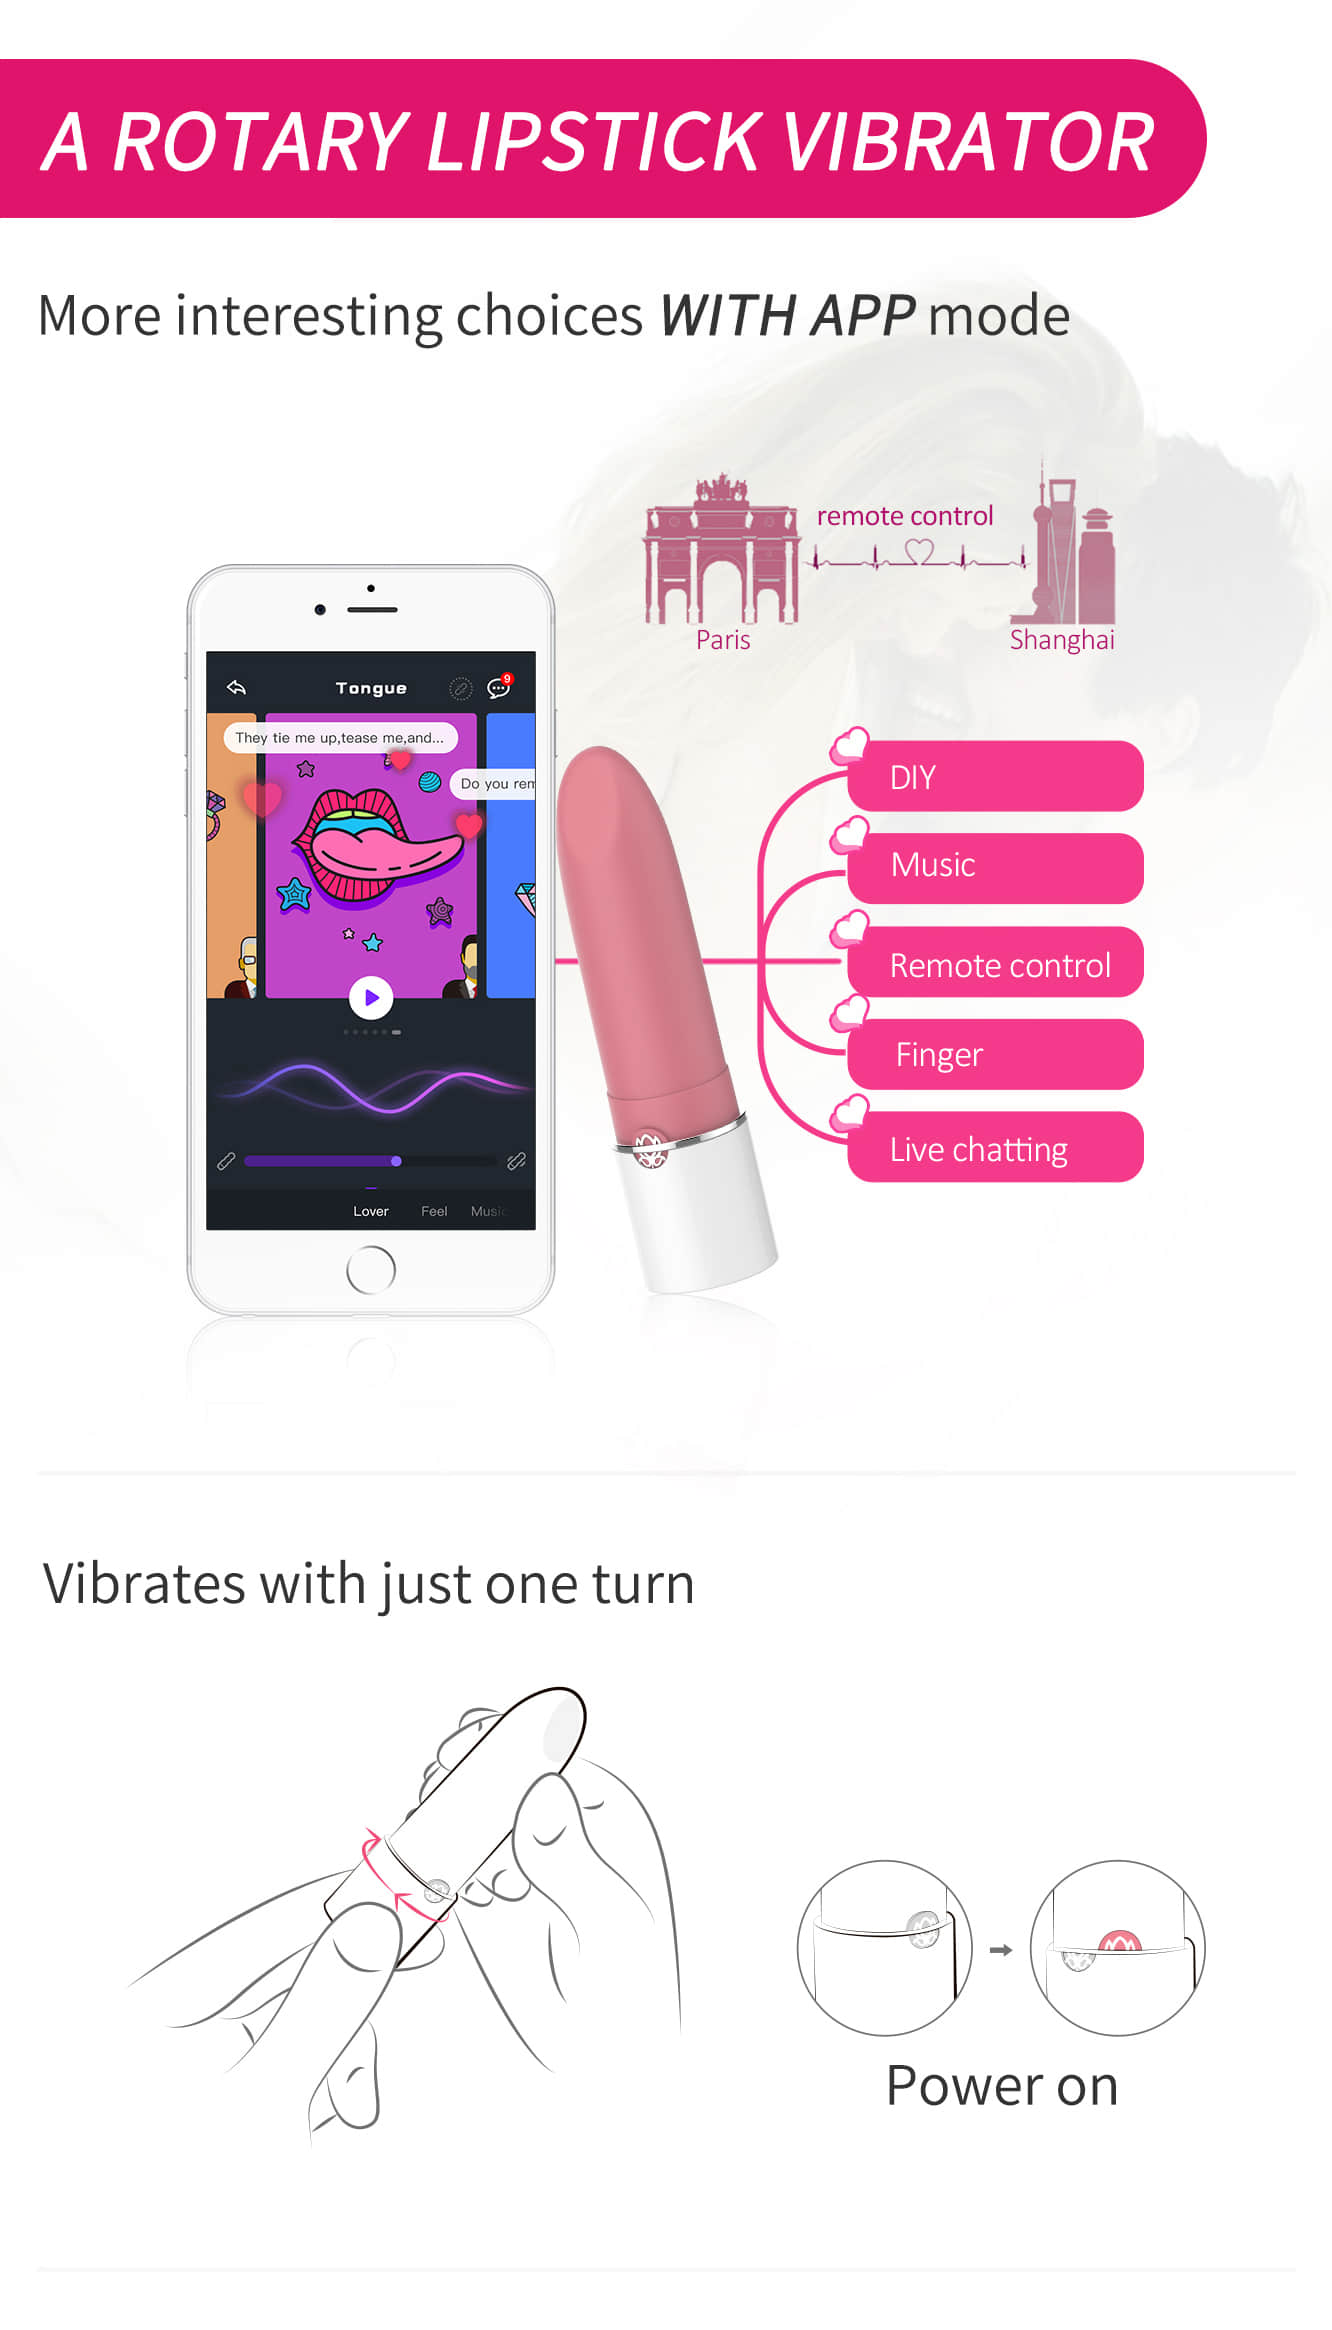 A ROTARY LIPSTICK VIBRATOR
More interesting choices WITH APP mode
remote control
Paris
Shanghai
Tongue
9
They tie me up,tease me,and...
Do you rem
Lover Feel Music
DIY
Music
Remote control
Finger
Live chatting
Vibrates with just one turn
Power on